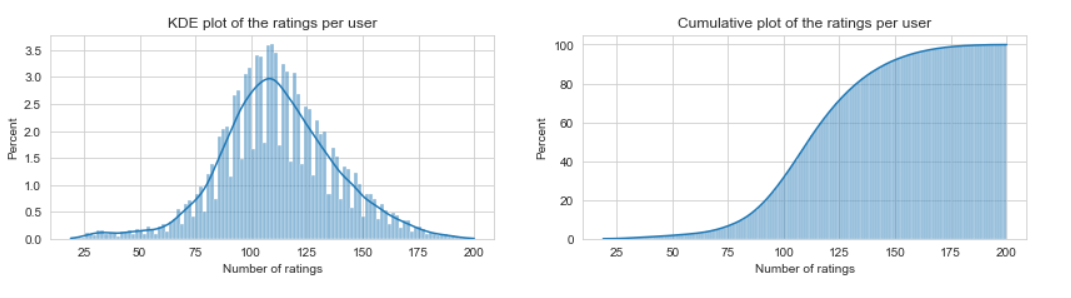 KDE plot of the ratings per user
3.5
3.0
2.5
2.0
1.5
1.0
0.5
0.0
Percent
25 50 75 100 125 150 175 200
Number of ratings
Cumulative plot of the ratings per user
100
80
60
40
20
0
Percent
25 50 75 100 125 150 175 200
Number of ratings